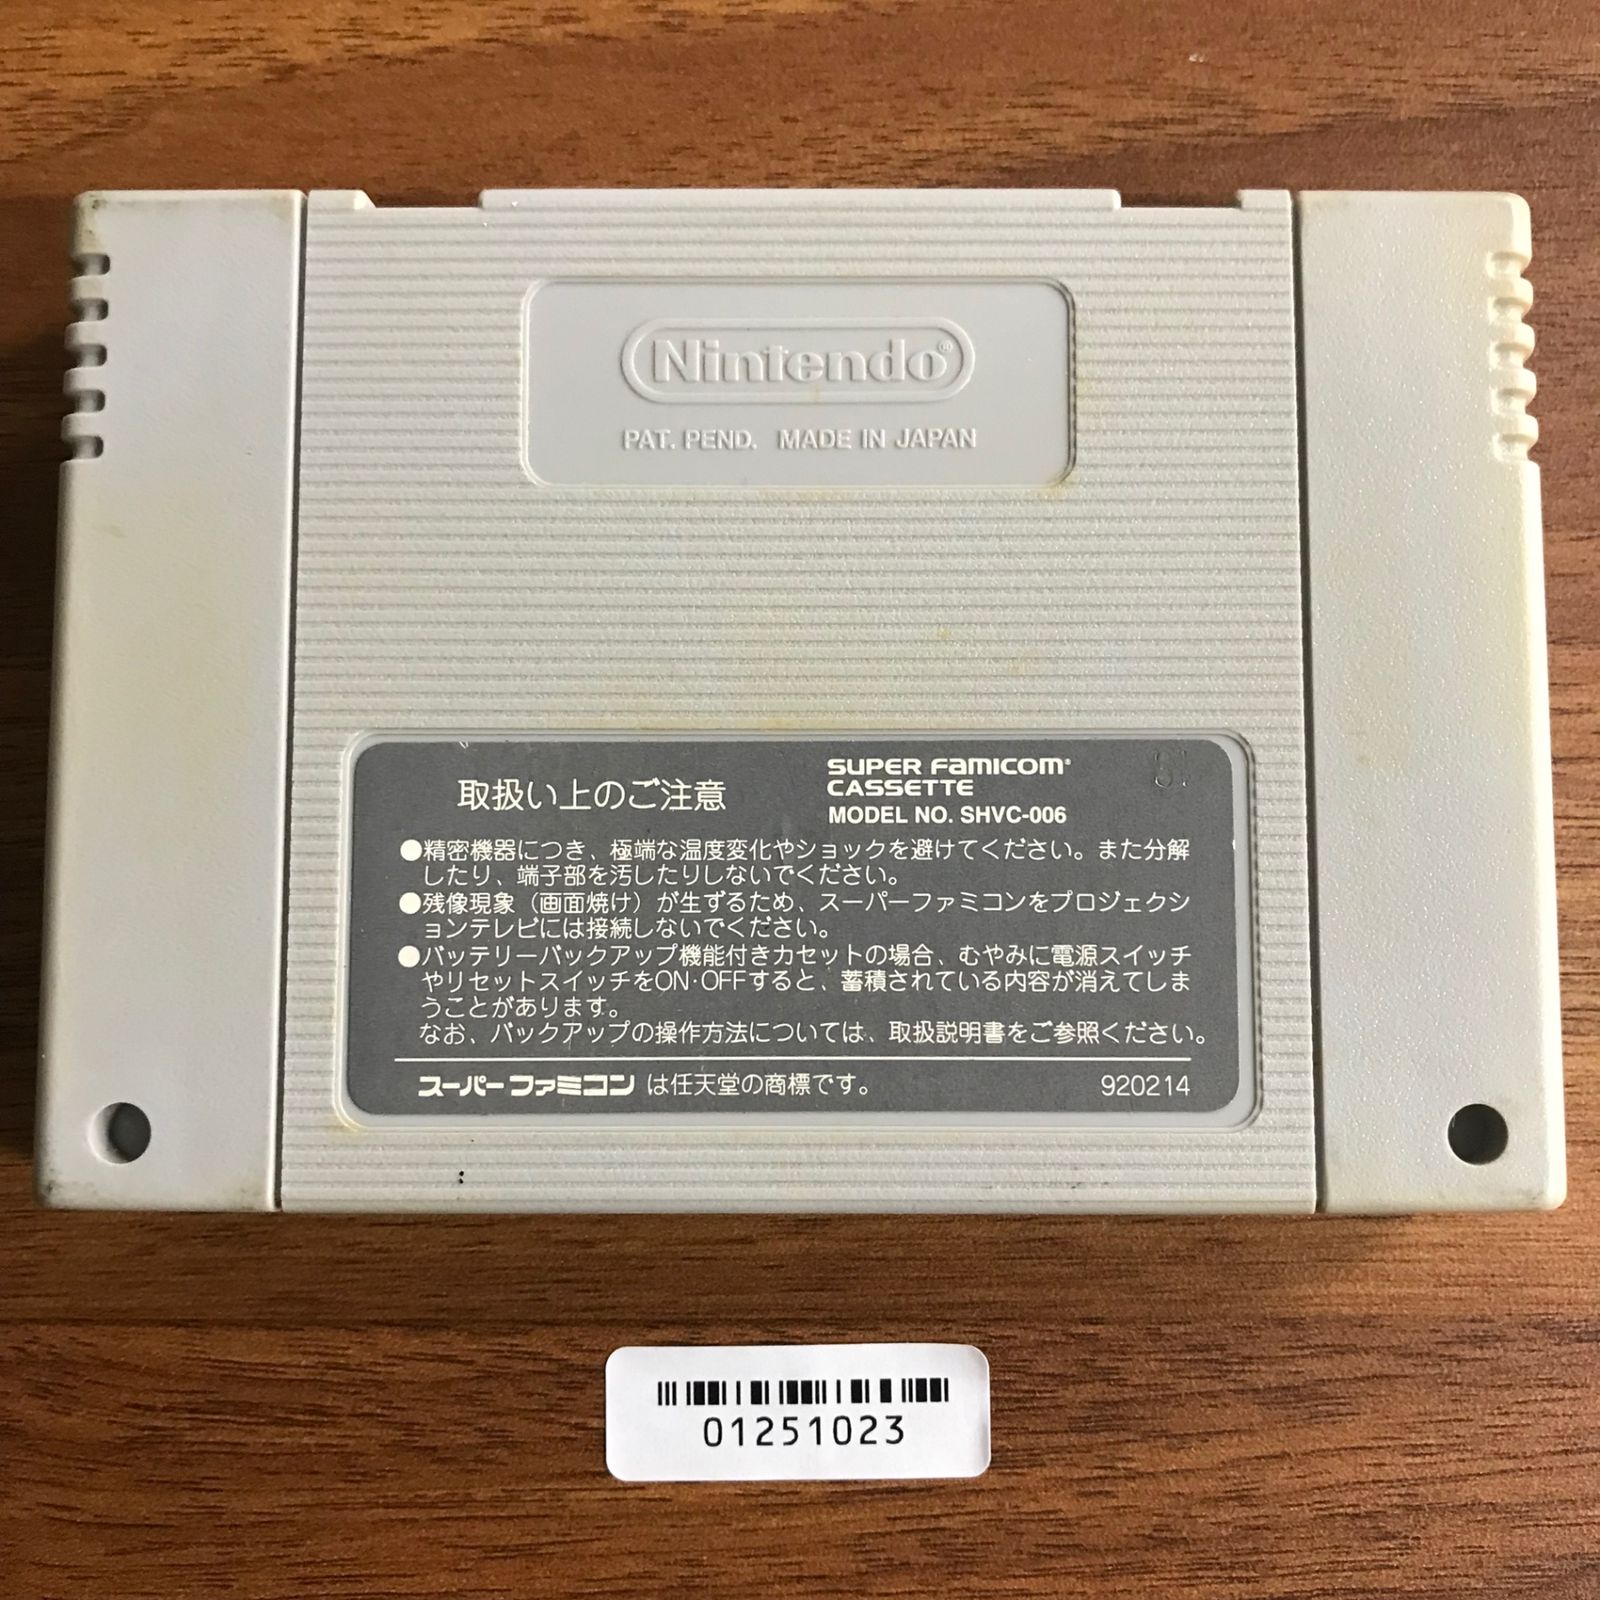 Nintendo®
PAT. PEND. MADE IN JAPAN
取扱い上のご注意
SUPER FAMICOM®
CASSETTE
MODEL NO. SHVC-006
●精密機器につき、極端な温度変化やショックを避けてください。また分解
したり、端子部を汚したりしないでください。
●残像現象（画面焼け）が生ずるため、スーパーファミコンをプロジェクシ
ョンテレビには接続しないでください。
●バッテリーバックアップ機能付きカセットの場合、むやみに電源スイッチ
やリセットスイッチをON·OFFすると、蓄積されている内容が消えてしま
うことがあります。
なお、バックアップの操作方法については、取扱説明書をご参照ください。
スーパーファミコン は任天堂の商標です。
920214
01251023